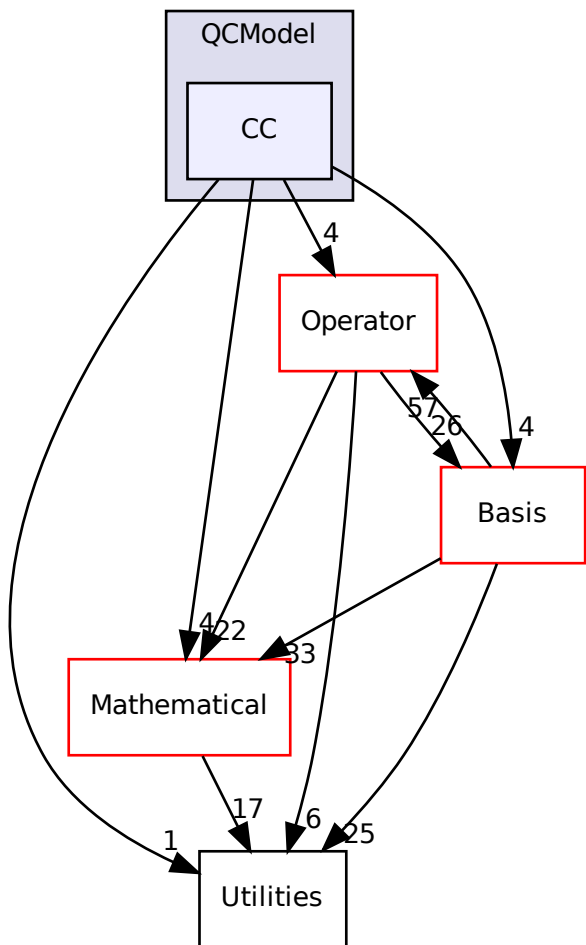 QCModel
CC
4
Operator
57
26
4
Basis
4
22
33
Mathematical
17
6
25
1
Utilities